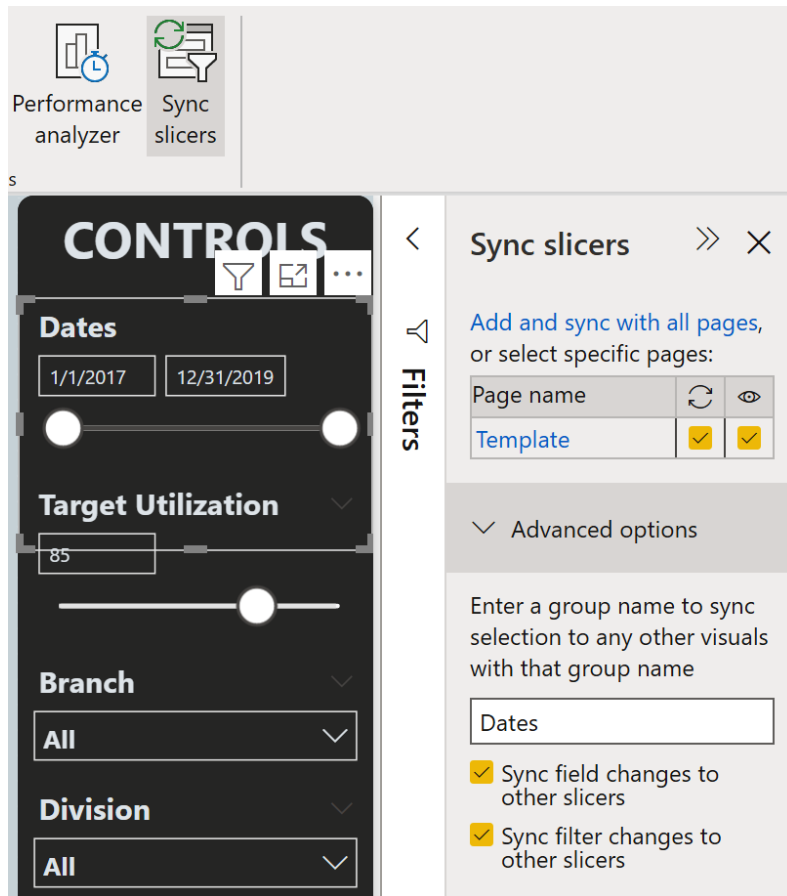 Performance
analyzer
Sync
slicers
s
CONTROLS
Dates
1/1/2017
12/31/2019
Target Utilization
85
Branch
All
Division
All
Filters
Sync slicers
Add and sync with all pages,
or select specific pages:
Page name
Template
Advanced options
Enter a group name to sync
selection to any other visuals
with that group name
Dates
Sync field changes to
other slicers
Sync filter changes to
other slicers